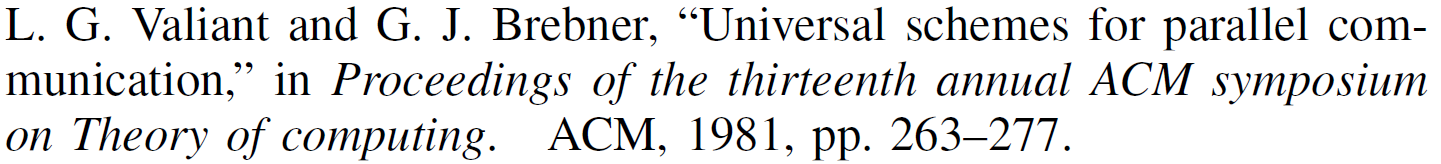 L. G. Valiant and G. J. Brebner, “Universal schemes for parallel com-
munication,” in Proceedings of the thirteenth annual ACM symposium
on Theory of computing. ACM, 1981, pp. 263–277.